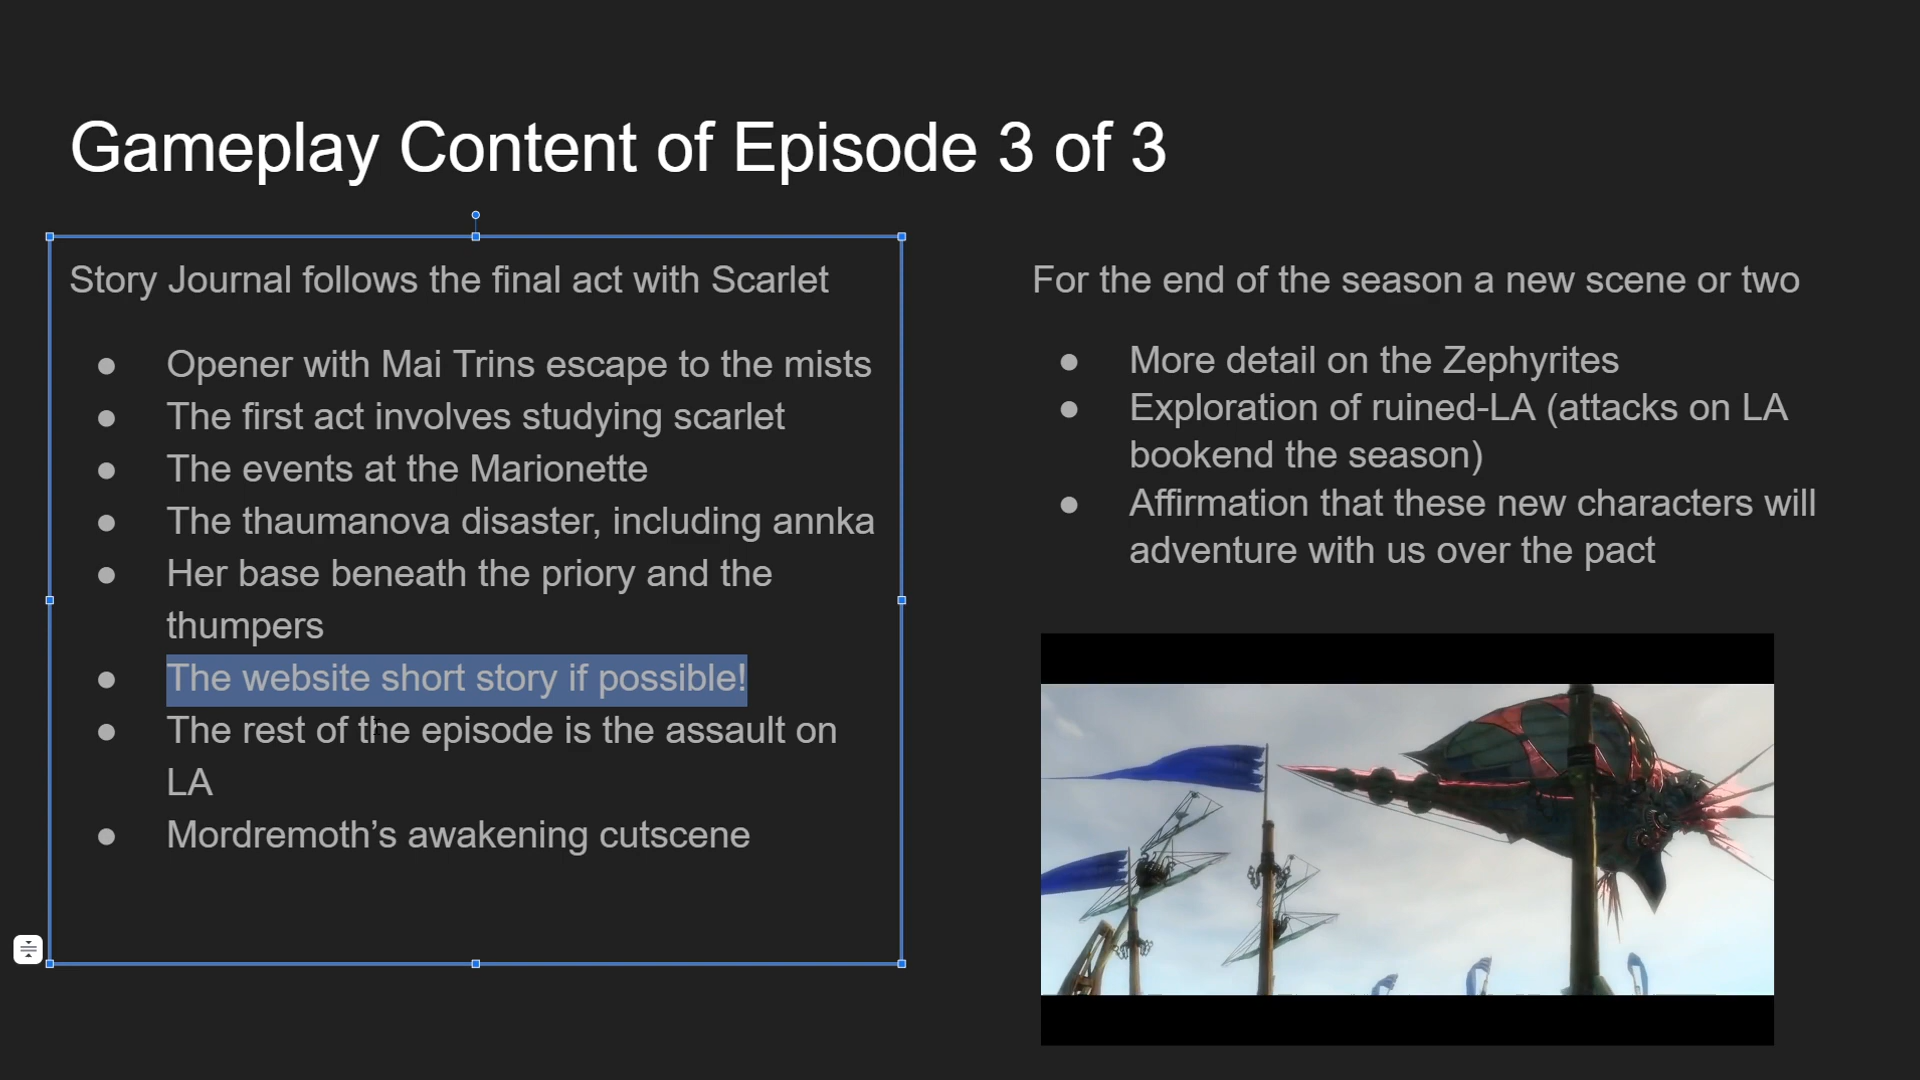 Gameplay Content of Episode 3 of 3
Story Journal follows the final act with Scarlet
● Opener with Mai Trins escape to the mists
● The first act involves studying scarlet
● The events at the Marionette
● The thaumanova disaster, including annka
● Her base beneath the priory and the
thumpers
● The website short story if possible!
● The rest of the episode is the assault on
LA
● Mordremoth’s awakening cutscene
For the end of the season a new scene or two
● More detail on the Zephyrites
● Exploration of ruined-LA (attacks on LA
bookend the season)
● Affirmation that these new characters will
adventure with us over the pact